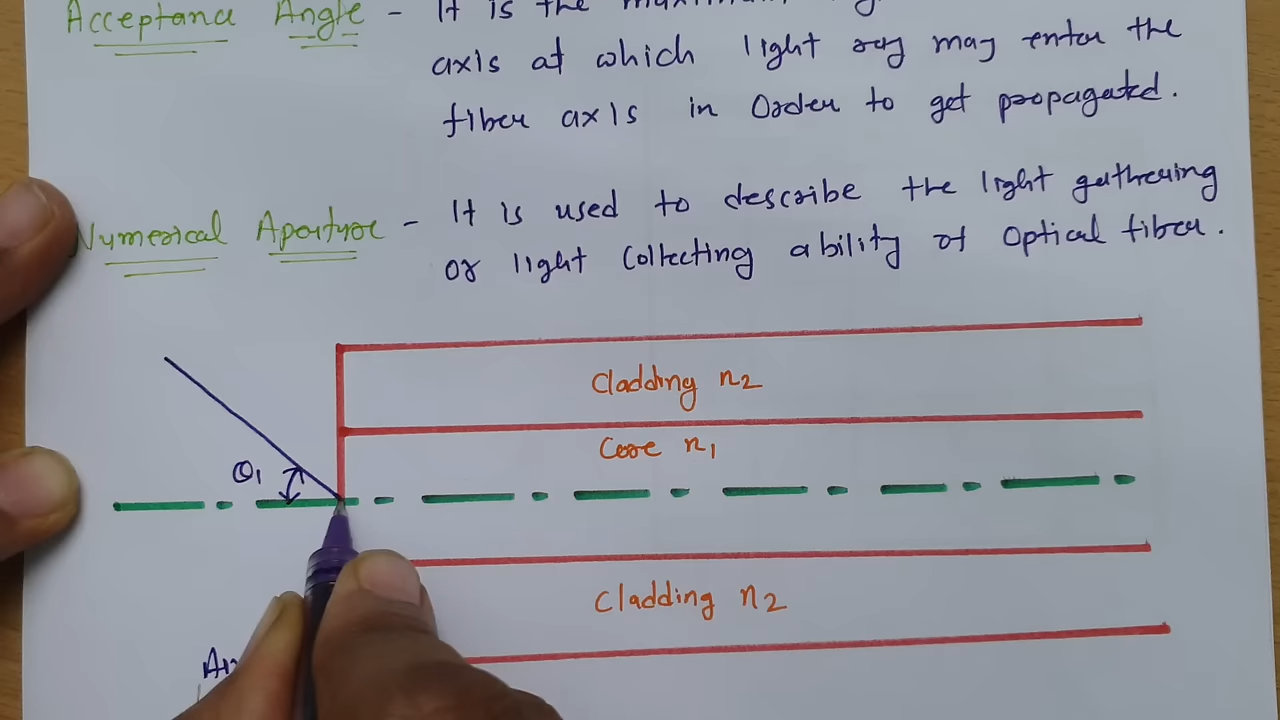 Acceptance Angle - It is the
axis at which light ray may enter the
fiber axis in order to get propagated.
Numerical Aperture - It is used to describe the light gathering
or light collecting ability of optical fiber.
Cladding n2
Core n1
θ1
Cladding n2